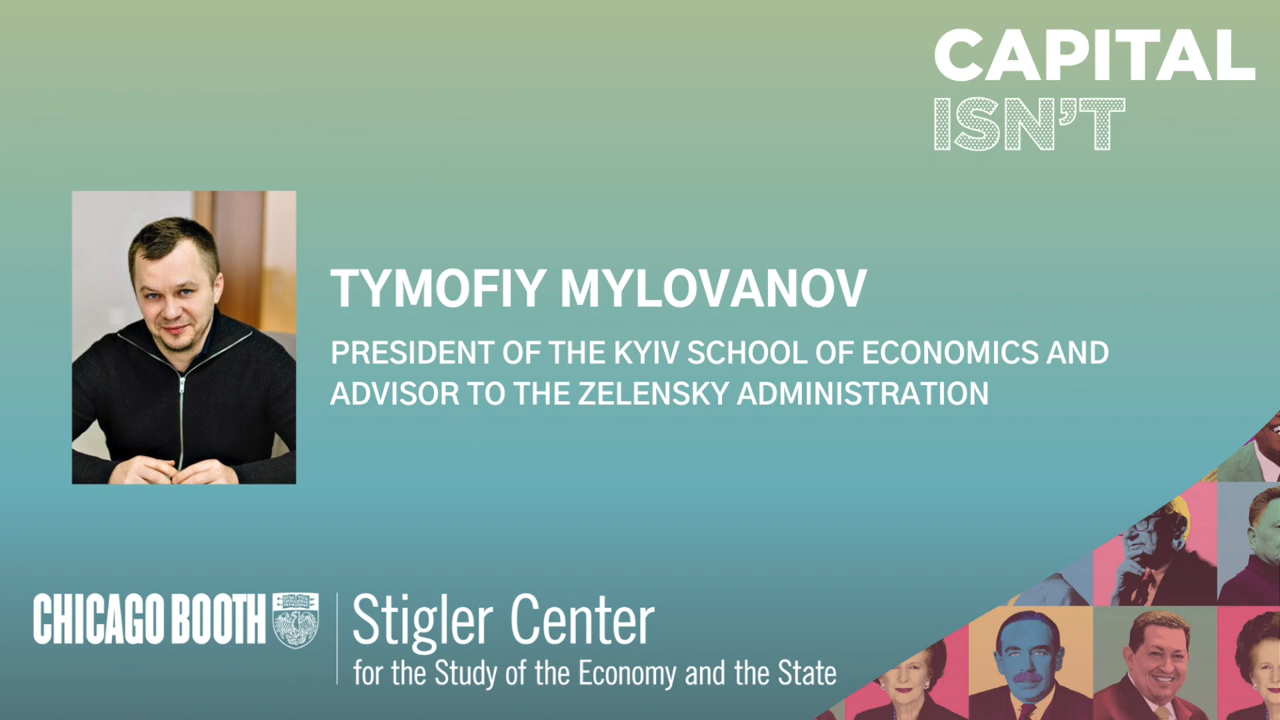 CAPITAL
ISN'T
TYMOFIY MYLOVANOV
PRESIDENT OF THE KYIV SCHOOL OF ECONOMICS AND
ADVISOR TO THE ZELENSKY ADMINISTRATION
CHICAGO BOOTH
Stigler Center
for the Study of the Economy and the State